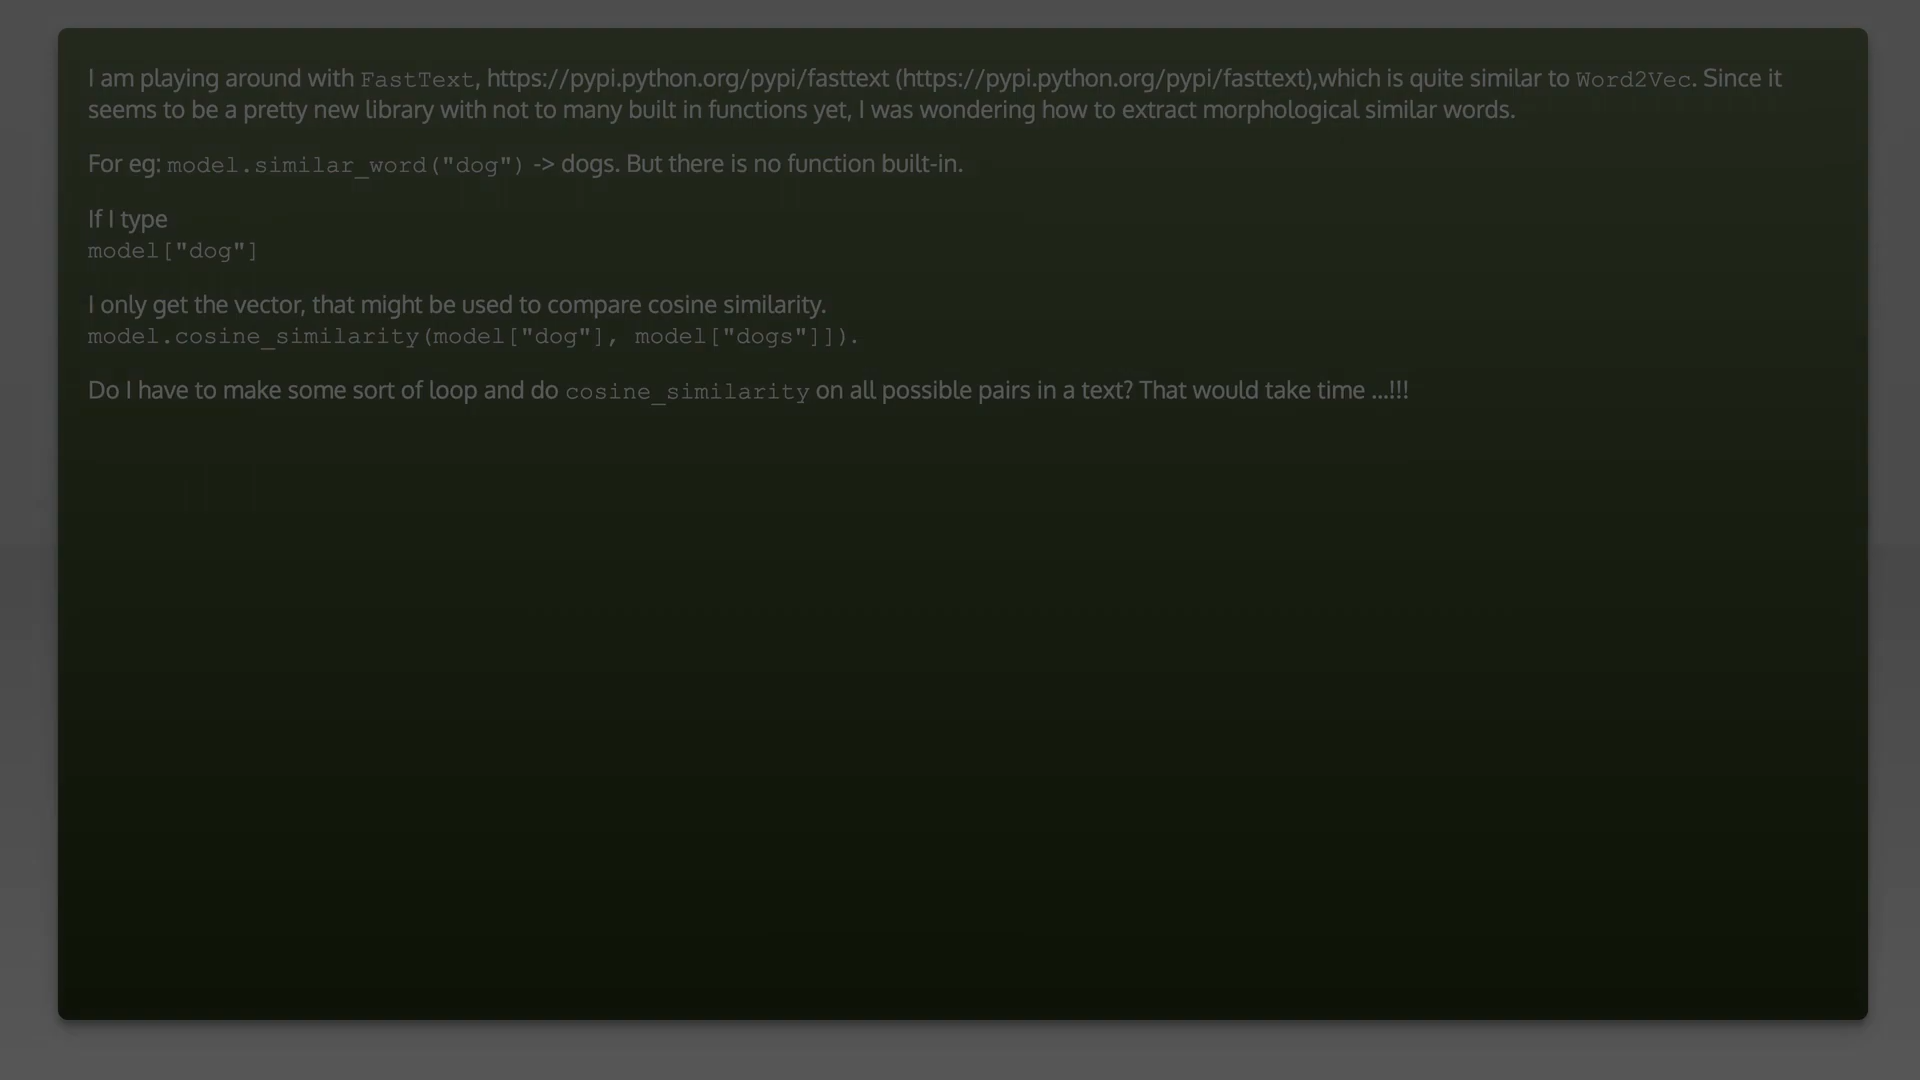 I am playing around with FastText, https://pypi.python.org/pypi/fasttext (https://pypi.python.org/pypi/fasttext),which is quite similar to Word2Vec. Since it
seems to be a pretty new library with not to many built in functions yet, I was wondering how to extract morphological similar words.
For eg: model.similar_word("dog") -> dogs. But there is no function built-in.
If I type
model["dog"]
I only get the vector, that might be used to compare cosine similarity.
model.cosine_similarity(model["dog"], model["dogs"]]).
Do I have to make some sort of loop and do cosine_similarity on all possible pairs in a text? That would take time ...!!!